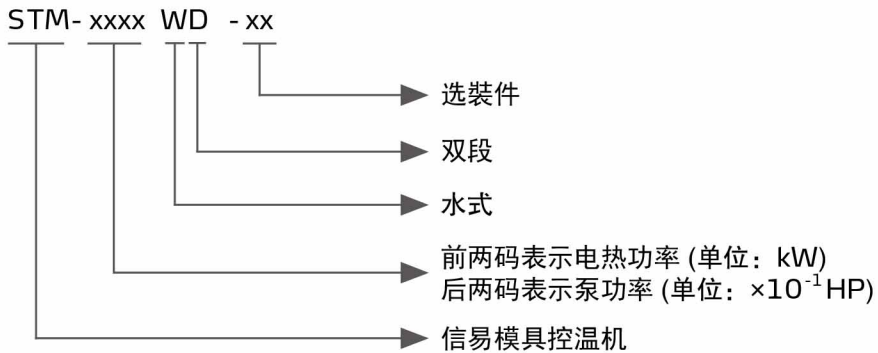 STM-xxxx WD -xx
选裝件
双段
水式
前两码表示电热功率 (单位：kW)
后两码表示泵功率 (单位：×10⁻¹HP)
信易模具控温机